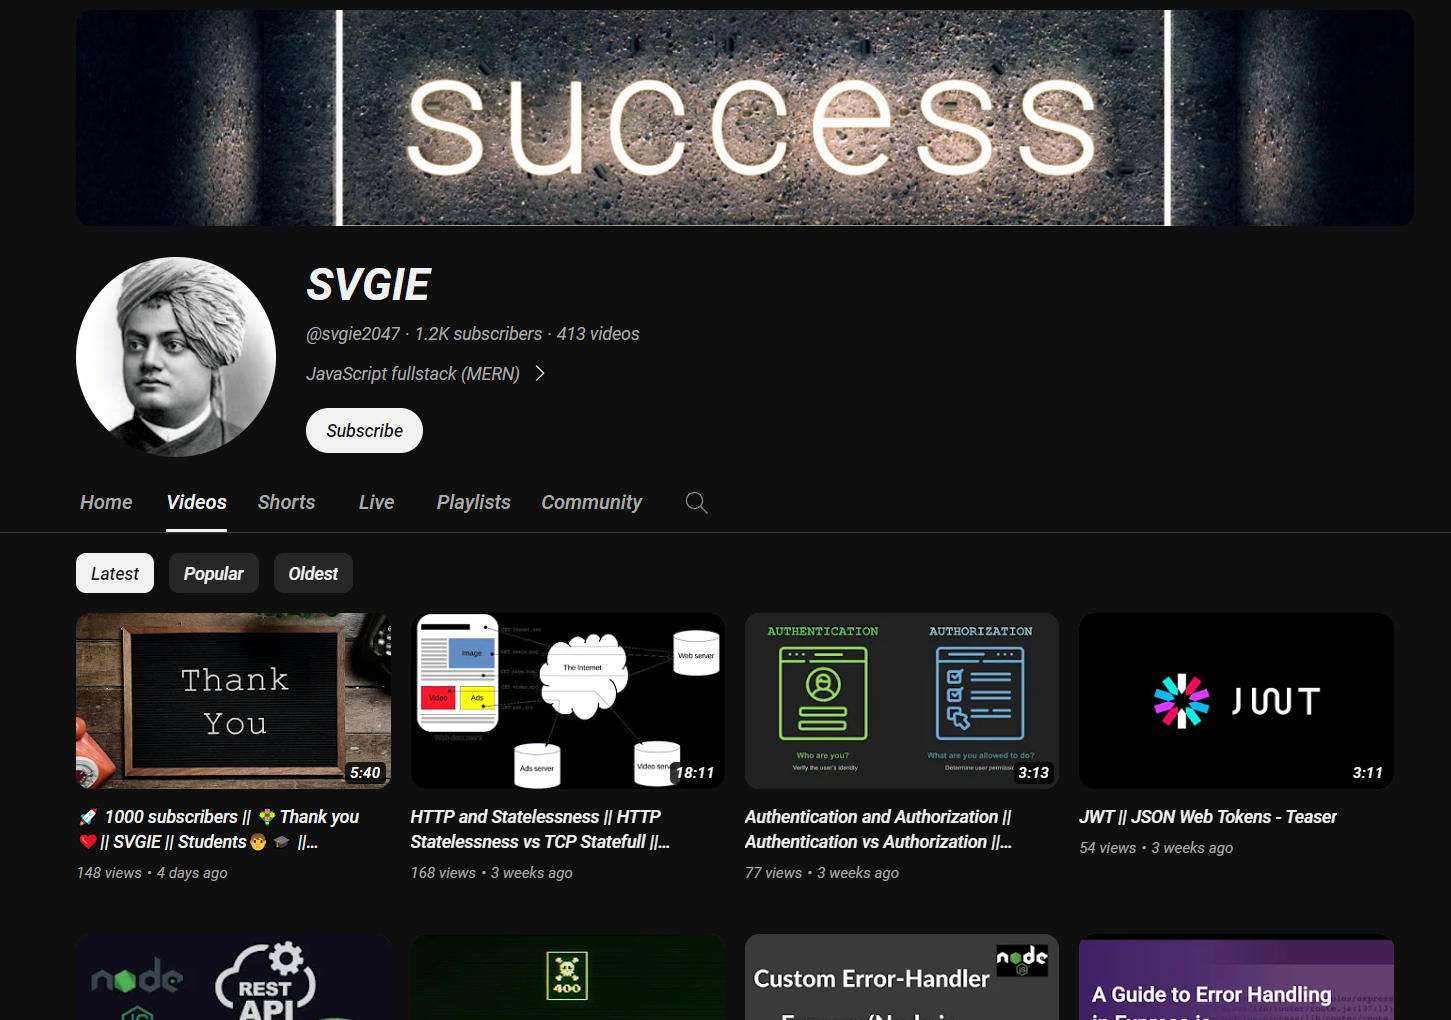 success
SVGIE
@svgie2047 · 1.2K subscribers · 413 videos
JavaScript fullstack (MERN)
Subscribe
Home Videos Shorts Live Playlists Community
Latest Popular Oldest
Thank
You
5:40
🚀 1000 subscribers || 💐 Thank you
❤️ || SVGIE || Students 🧑 🎓 ||...
148 views • 4 days ago
Image
Video
Ads
The Internet
Web server
Ads server
Video serv
18:11
HTTP and Statelessness || HTTP
Statelessness vs TCP Statefull ||...
168 views • 3 weeks ago
AUTHENTICATION
AUTHORIZATION
Who are you?
Verify the user's identity
What are you allowed to do?
Determine user permissi
3:13
Authentication and Authorization ||
Authentication vs Authorization ||...
77 views • 3 weeks ago
JWT
3:11
JWT || JSON Web Tokens - Teaser
54 views • 3 weeks ago
node
JS
REST
API
400
Custom Error-Handler
node
JS
A Guide to Error Handling
in Express.js